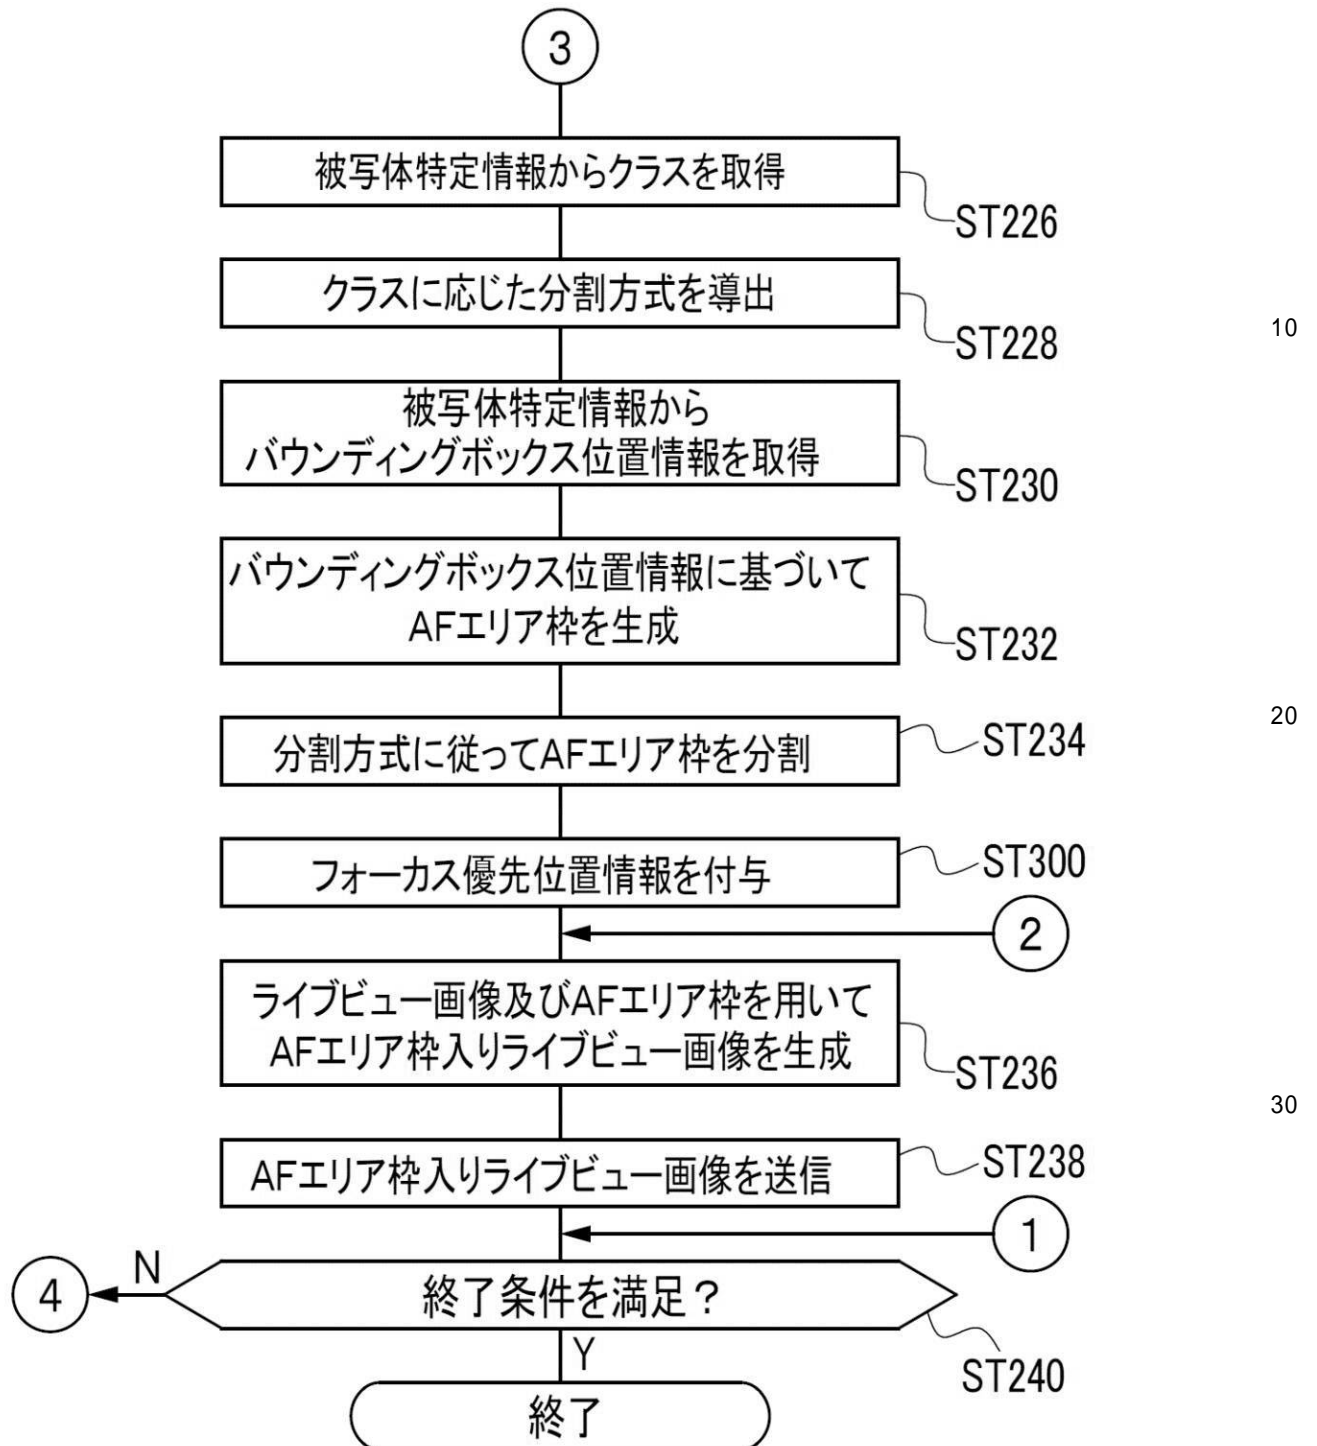 3
被写体特定情報からクラスを取得
ST226
クラスに応じた分割方式を導出
ST228
10
被写体特定情報から
バウンディングボックス位置情報を取得
ST230
バウンディングボックス位置情報に基づいて
AFエリア枠を生成
ST232
20
分割方式に従ってAFエリア枠を分割
ST234
フォーカス優先位置情報を付与
ST300
2
ライブビュー画像及びAFエリア枠を用いて
AFエリア枠入りライブビュー画像を生成
ST236
30
AFエリア枠入りライブビュー画像を送信
ST238
1
4
N
終了条件を満足？
ST240
Y
終了